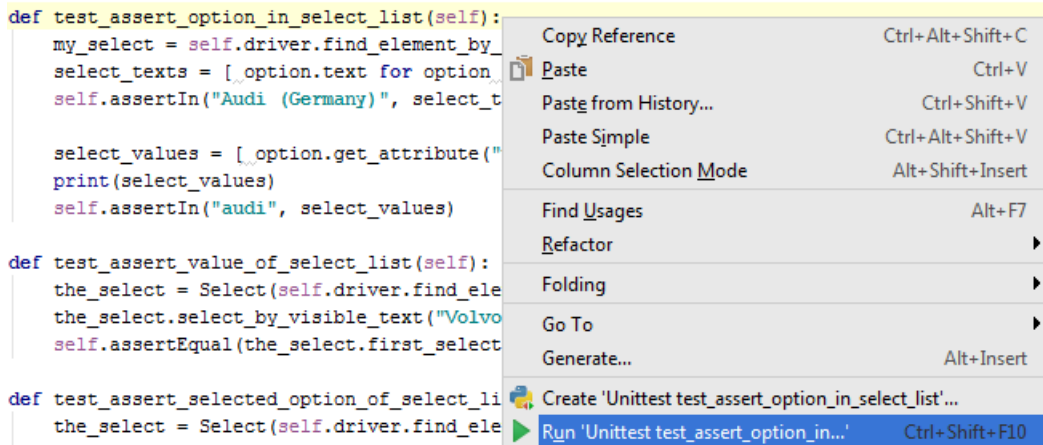 def test_assert_option_in_select_list(self):
my_select = self.driver.find_element_by_
select_texts = [ option.text for option
self.assertIn("Audi (Germany)", select_t
select_values = [ option.get_attribute("
print(select_values)
self.assertIn("audi", select_values)
def test_assert_value_of_select_list(self):
the_select = Select(self.driver.find_ele
the_select.select_by_visible_text("Volvo
self.assertEqual(the_select.first_select
def test_assert_selected_option_of_select_li
the_select = Select(self.driver.find_ele
Copy Reference Ctrl+Alt+Shift+C
Paste Ctrl+V
Paste from History... Ctrl+Shift+V
Paste Simple Ctrl+Alt+Shift+V
Column Selection Mode Alt+Shift+Insert
Find Usages Alt+F7
Refactor
Folding
Go To
Generate... Alt+Insert
Create 'Unittest test_assert_option_in_select_list'...
Run 'Unittest test_assert_option_in...' Ctrl+Shift+F10